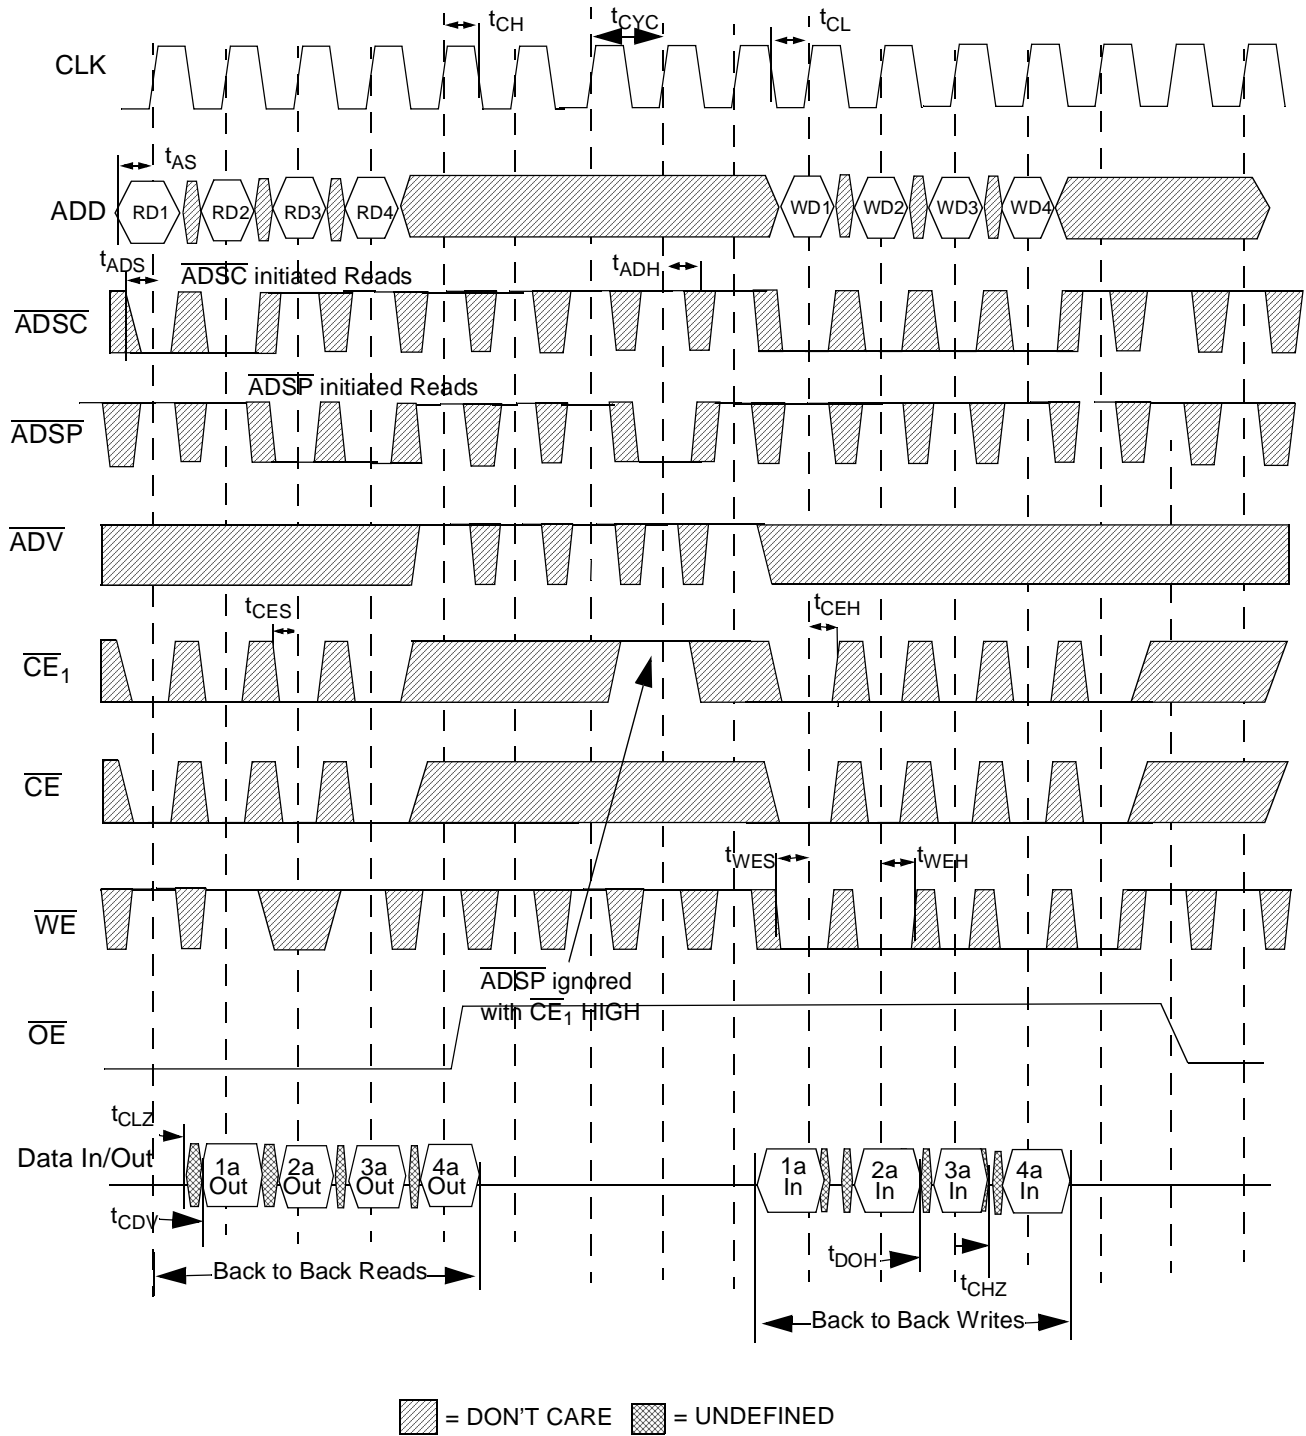 tCH
tCYC
tCL
CLK
tAS
ADD
RD1
RD2
RD3
RD4
WD1
WD2
WD3
WD4
tADS
ADSC initiated Reads
tADH
ADSC
ADSP initiated Reads
ADSP
ADV
tCES
tCEH
CE1
CE
tWES
tWEH
WE
ADSP ignored
with CE1 HIGH
OE
tCLZ
Data In/Out
1a
Out
2a
Out
3a
Out
4a
Out
1a
In
2a
In
3a
In
4a
In
tCDV
tDOH
tCHZ
Back to Back Reads
Back to Back Writes
= DON'T CARE
= UNDEFINED